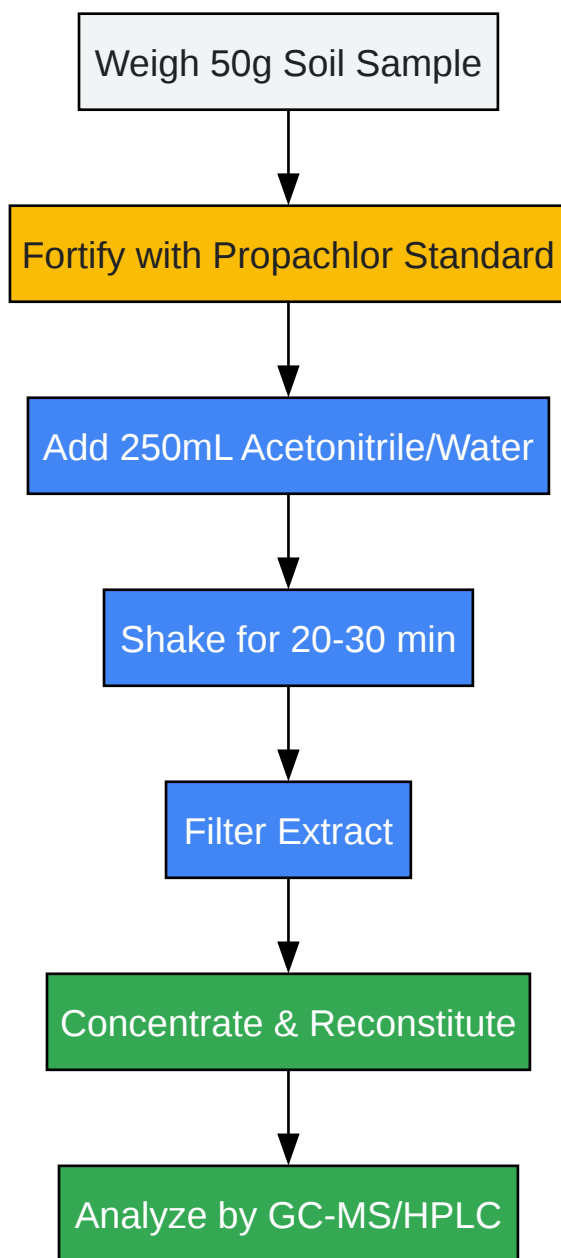 Weigh 50g Soil Sample
Fortify with Propachlor Standard
Add 250mL Acetonitrile/Water
Shake for 20-30 min
Filter Extract
Concentrate & Reconstitute
Analyze by GC-MS/HPLC